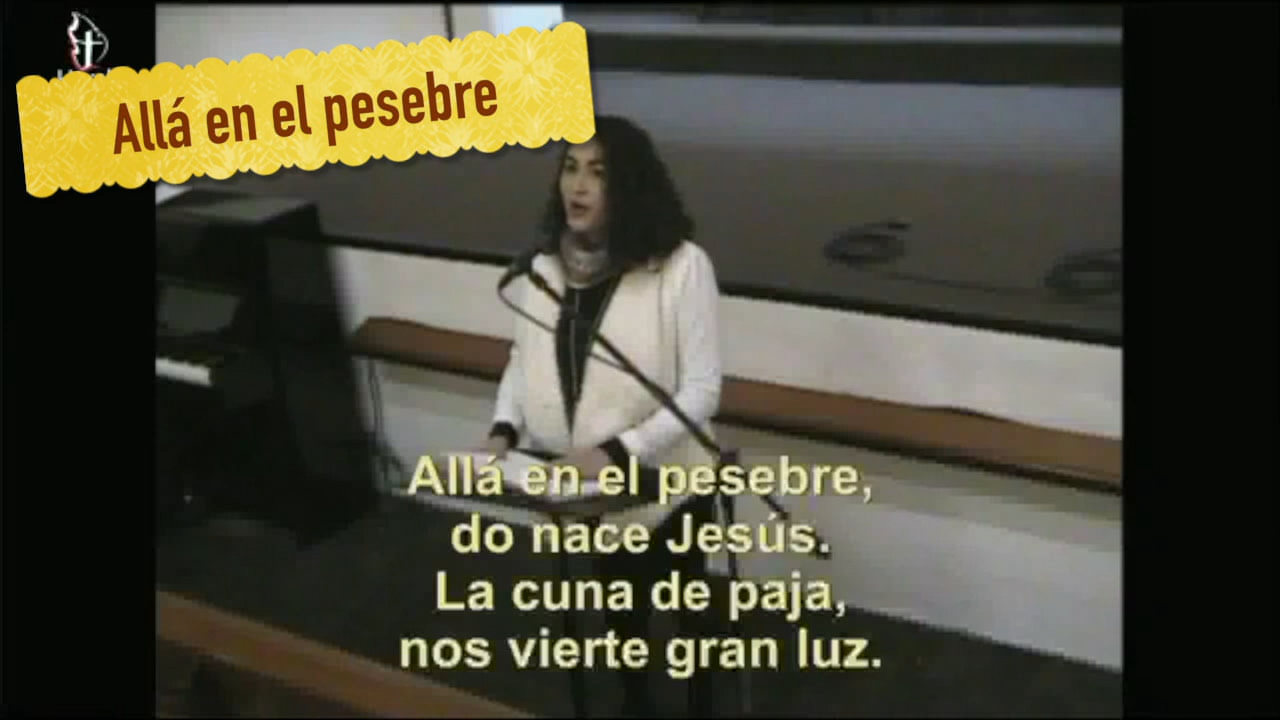 Allá en el pesebre
Allá en el pesebre,
do nace Jesús.
La cuna de paja,
nos vierte gran luz.